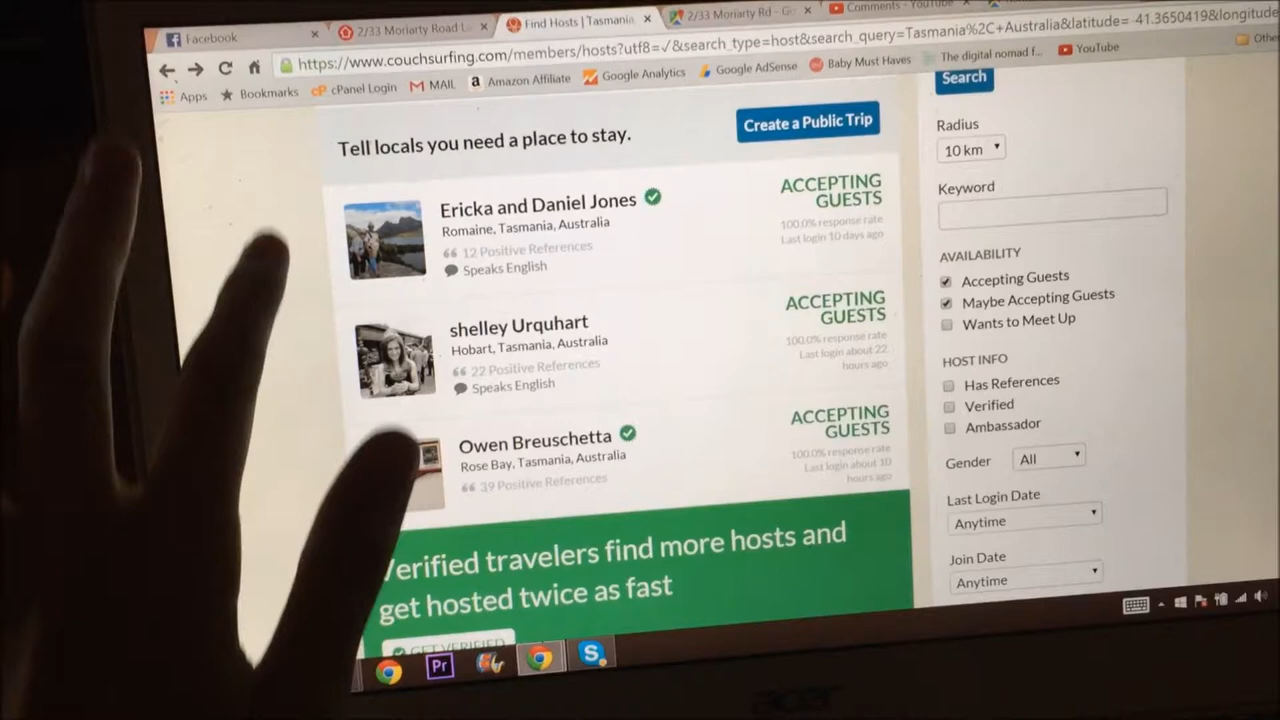 Facebook
2/33 Moriarty Road
Find Hosts | Tasmania
2/33 Moriarty Rd - Go
Comments - YouTube
https://www.couchsurfing.com/members/hosts?utf8=✓&search_type=host&search_query=Tasmania%2C+Australia&latitude=-41.3650419&longitude
Apps
Bookmarks
cPanel Login
MAIL
Amazon Affiliate
Google Analytics
Google AdSense
Baby Must Haves
The digital nomad f...
YouTube
Other
Tell locals you need a place to stay.
Create a Public Trip
Ericka and Daniel Jones
Romaine, Tasmania, Australia
12 Positive References
Speaks English
ACCEPTING
GUESTS
100.0% response rate
Last login 10 days ago
shelley Urquhart
Hobart, Tasmania, Australia
22 Positive References
Speaks English
ACCEPTING
GUESTS
100.0% response rate
Last login about 22
hours ago
Owen Breuschetta
Rose Bay, Tasmania, Australia
39 Positive References
ACCEPTING
GUESTS
100.0% response rate
Last login about 10
hours ago
Verified travelers find more hosts and
get hosted twice as fast
GET VERIFIED
Search
Radius
10 km
Keyword
AVAILABILITY
Accepting Guests
Maybe Accepting Guests
Wants to Meet Up
HOST INFO
Has References
Verified
Ambassador
Gender All
Last Login Date
Anytime
Join Date
Anytime
Pr
acer